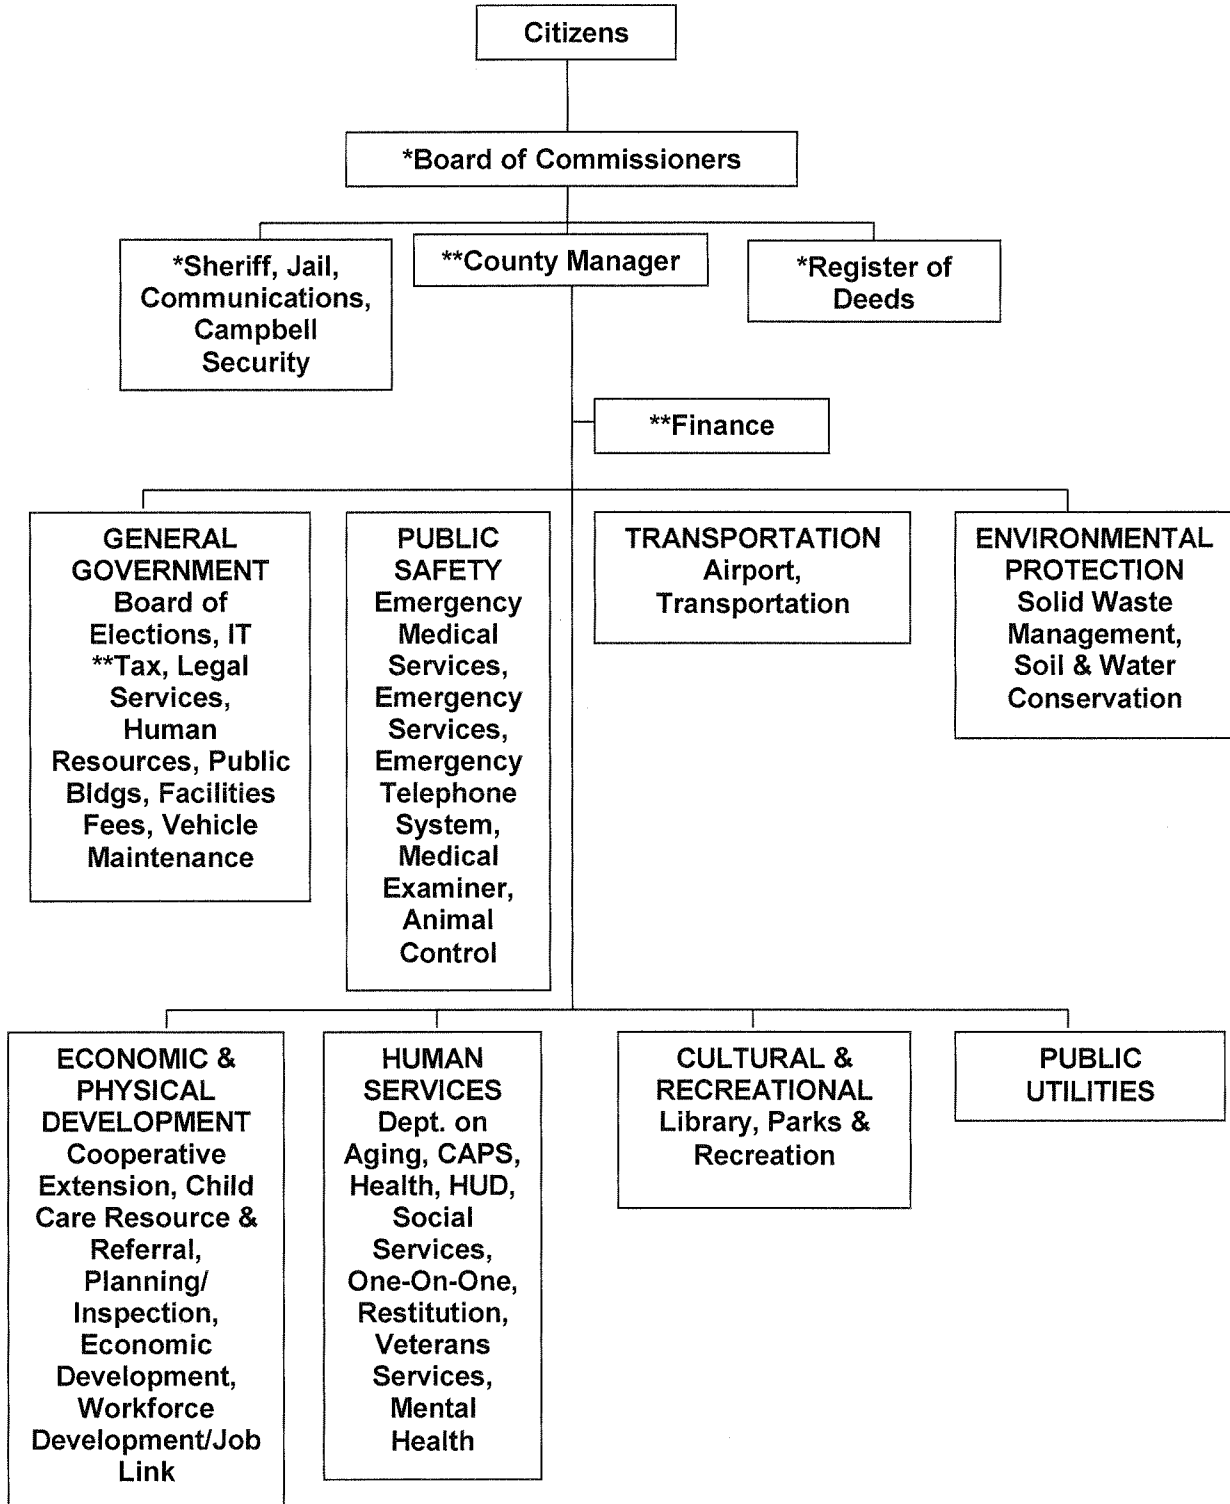 Citizens
*Board of Commissioners
*Sheriff, Jail,
Communications,
Campbell
Security
**County Manager
*Register of
Deeds
**Finance
GENERAL
GOVERNMENT
Board of
Elections, IT
**Tax, Legal
Services,
Human
Resources, Public
Bldgs, Facilities
Fees, Vehicle
Maintenance
PUBLIC
SAFETY
Emergency
Medical
Services,
Emergency
Services,
Emergency
Telephone
System,
Medical
Examiner,
Animal
Control
TRANSPORTATION
Airport,
Transportation
ENVIRONMENTAL
PROTECTION
Solid Waste
Management,
Soil & Water
Conservation
ECONOMIC &
PHYSICAL
DEVELOPMENT
Cooperative
Extension, Child
Care Resource &
Referral,
Planning/
Inspection,
Economic
Development,
Workforce
Development/Job
Link
HUMAN
SERVICES
Dept. on
Aging, CAPS,
Health, HUD,
Social
Services,
One-On-One,
Restitution,
Veterans
Services,
Mental
Health
CULTURAL &
RECREATIONAL
Library, Parks &
Recreation
PUBLIC
UTILITIES